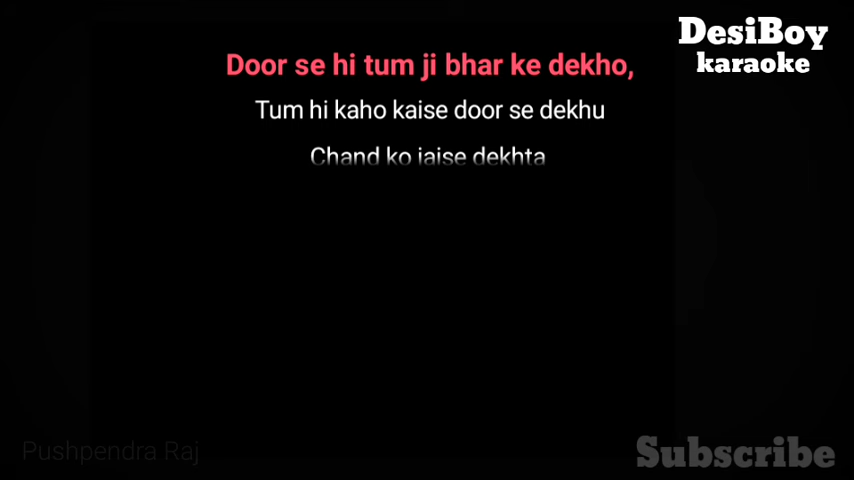 DesiBoy
karaoke
Door se hi tum ji bhar ke dekho,
Tum hi kaho kaise door se dekhu
Chand ko jaise dekhta
Pushpendra Raj
Subscribe